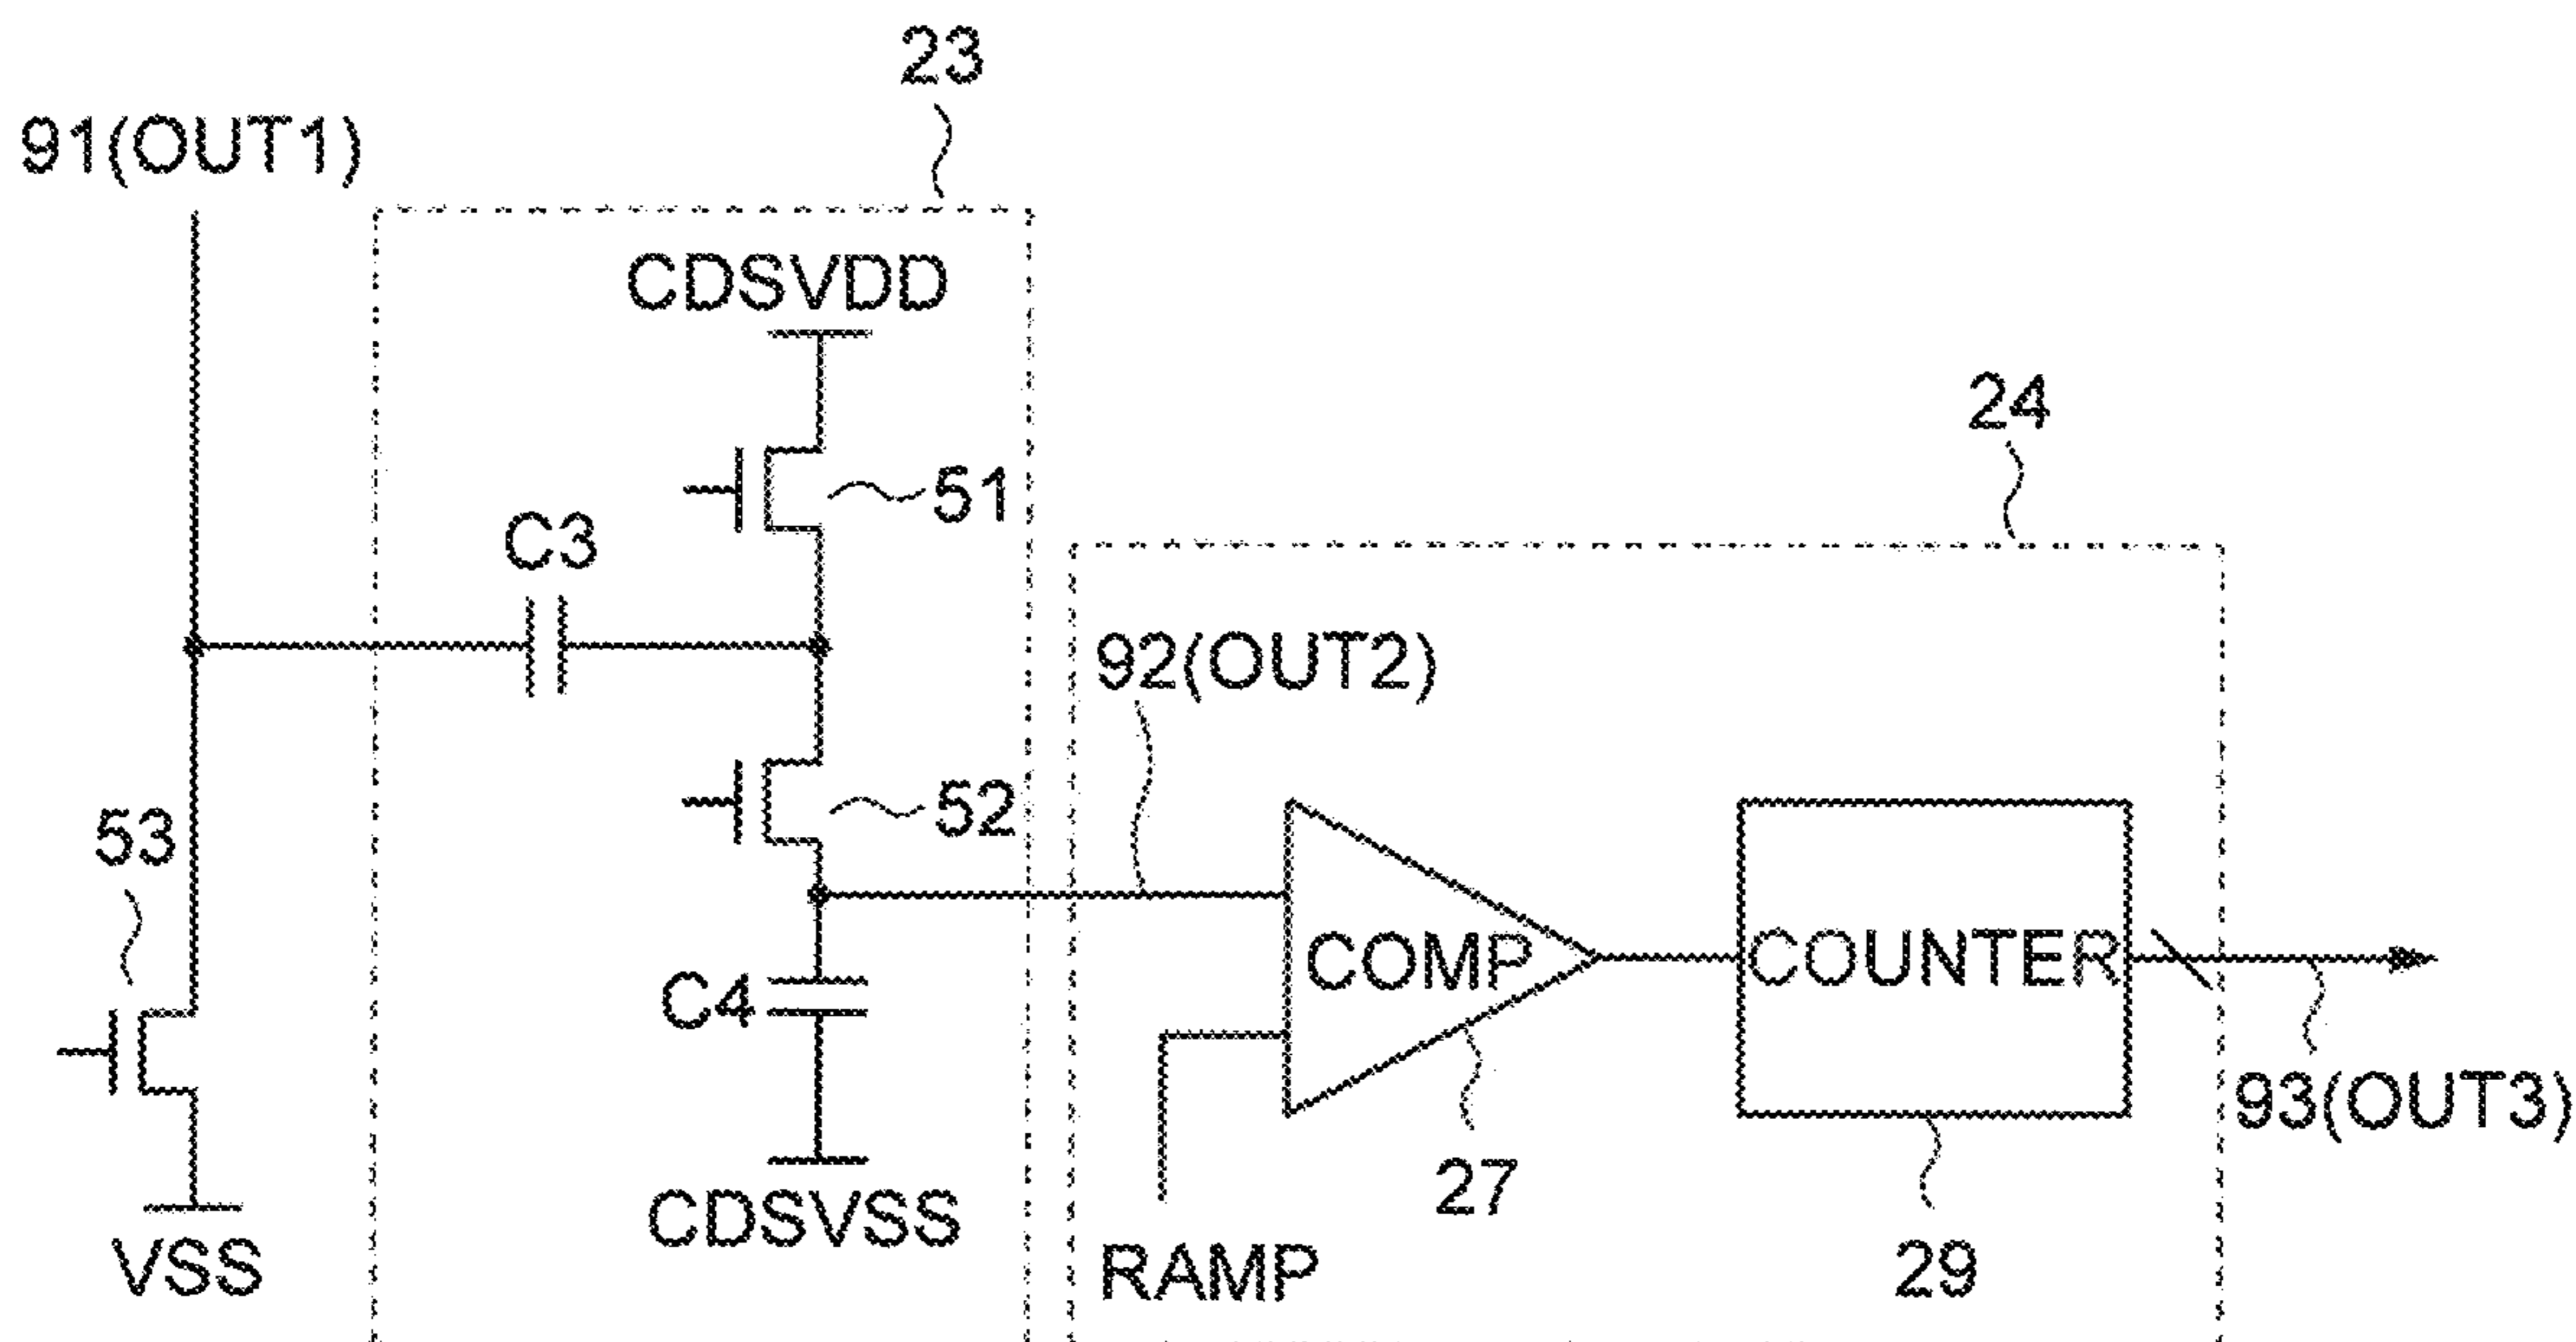 23
91(OUT1)
CDSVDD
24
51
C3
92(OUT2)
53
52
COMP
COUNTER
C4
93(OUT3)
27
CDSVSS
VSS
RAMP
29